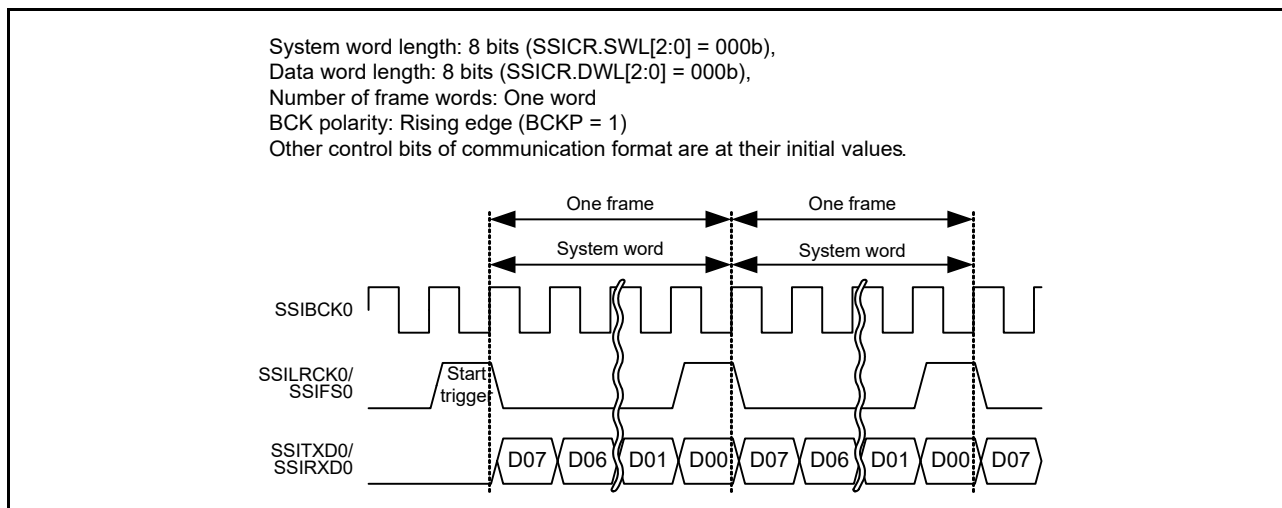 System word length: 8 bits (SSICR.SWL[2:0] = 000b),
Data word length: 8 bits (SSICR.DWL[2:0] = 000b),
Number of frame words: One word
BCK polarity: Rising edge (BCKP = 1)
Other control bits of communication format are at their initial values.
One frame One frame
System word System word
SSIBCK0
SSILRCK0/
SSIFS0
Start
trigger
SSITXD0/
SSIRXD0
D07 D06 D01 D00 D07 D06 D01 D00 D07